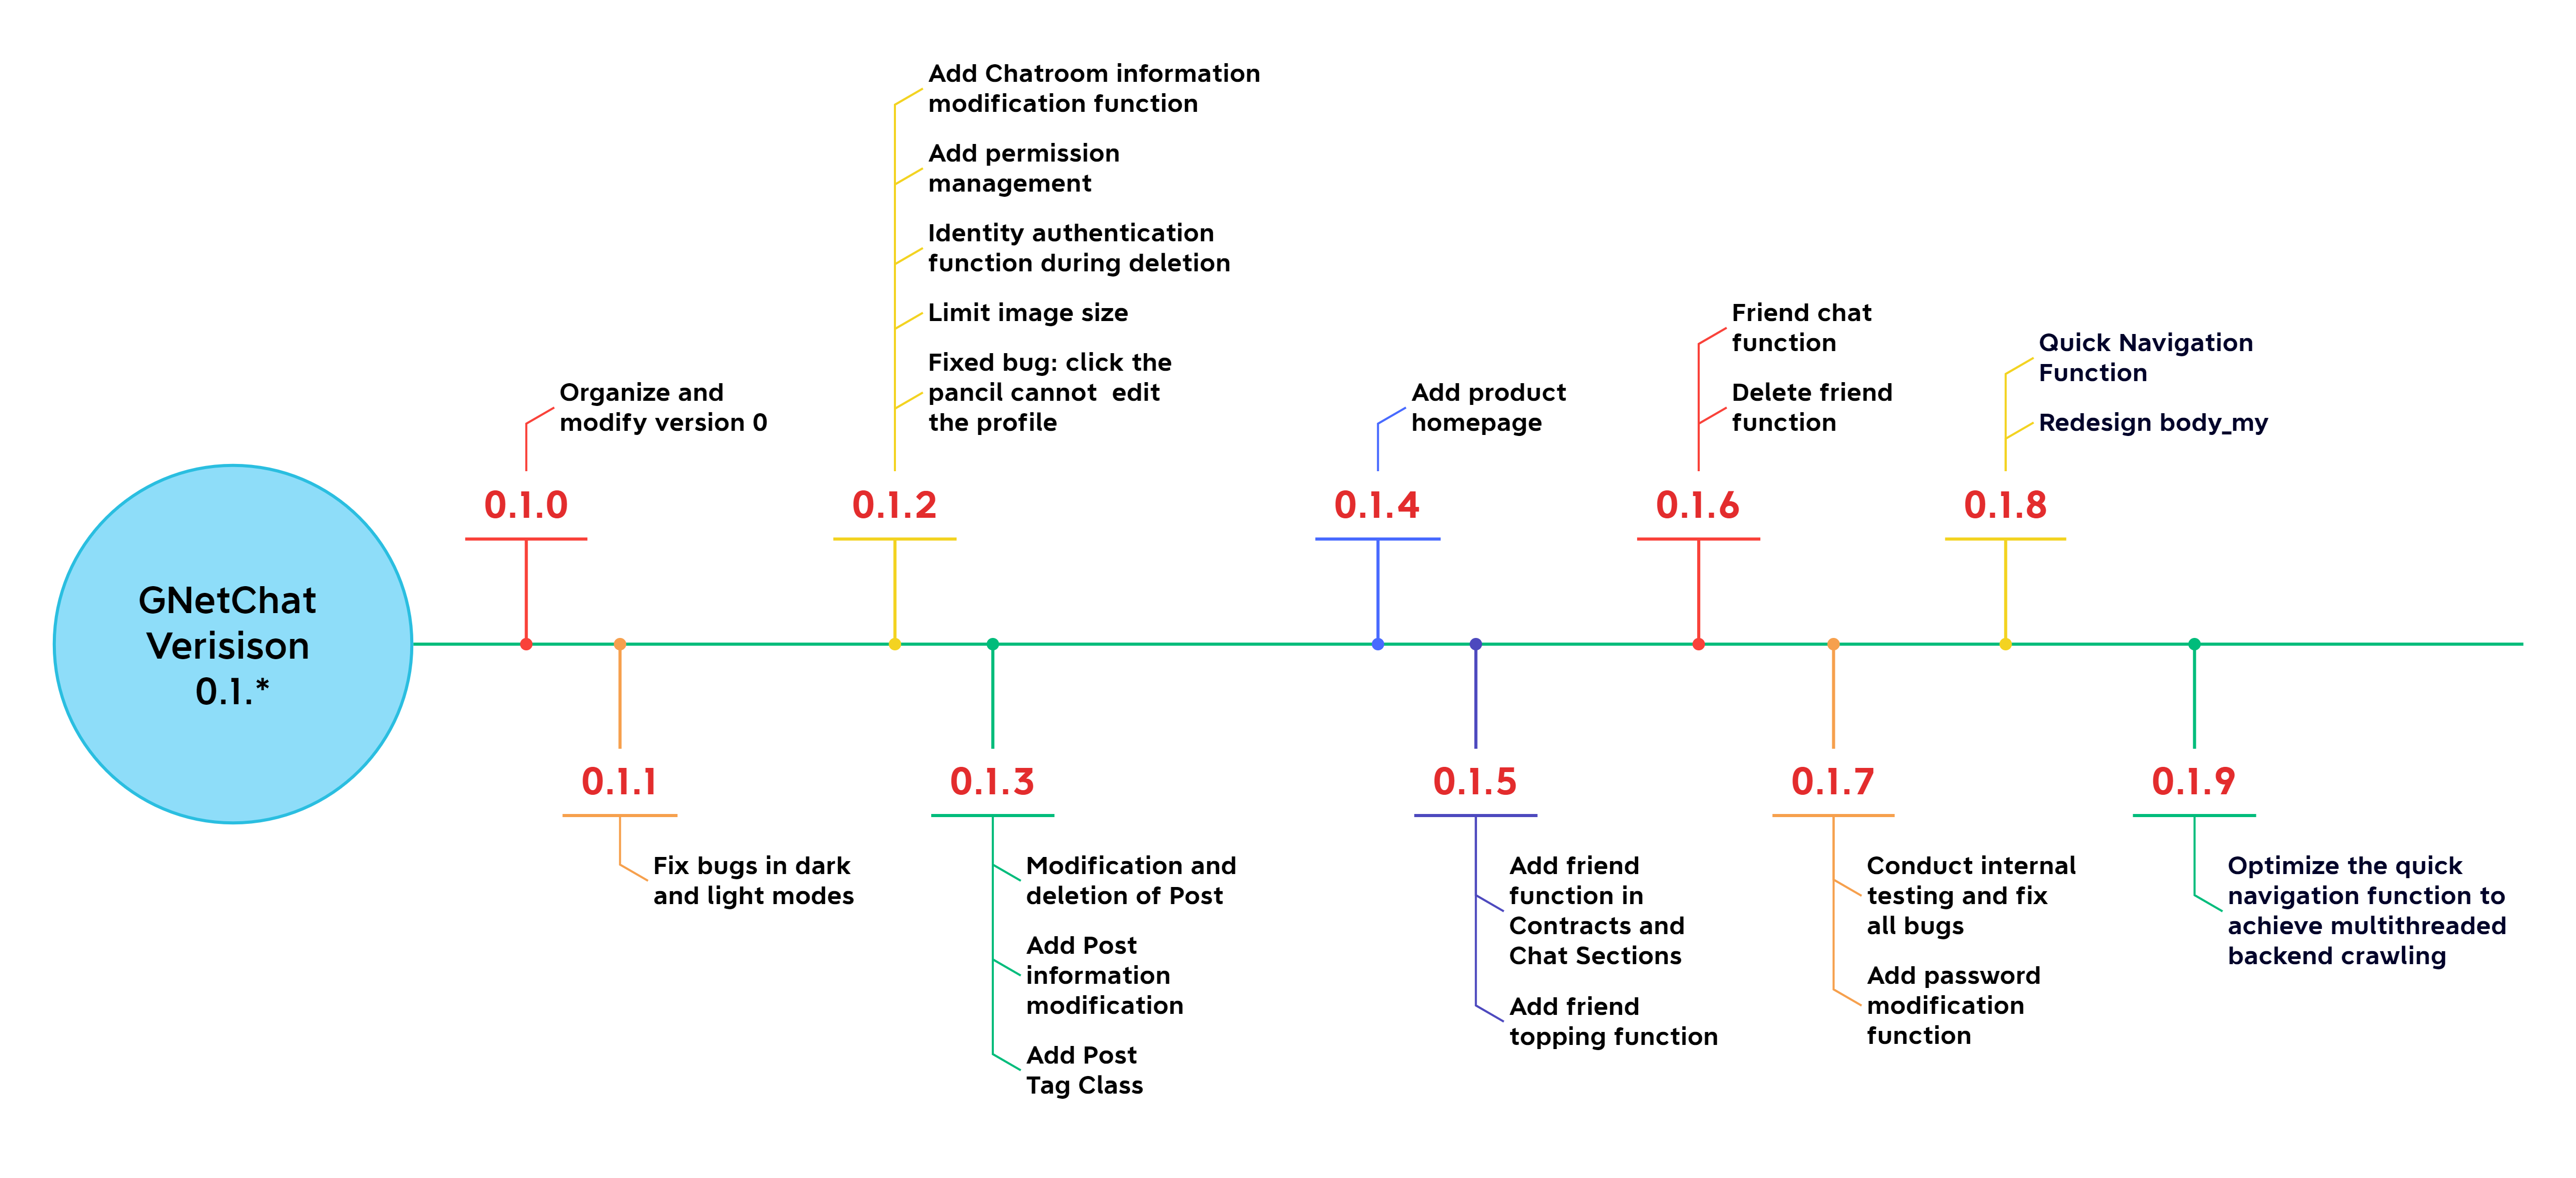 GNetChat
Verisison
0.1.*
Organize and
modify version 0
0.1.0
0.1.1
Fix bugs in dark
and light modes
Add Chatroom information
modification function
Add permission
management
Identity authentication
function during deletion
Limit image size
Fixed bug: click the
pancil cannot  edit
the profile
0.1.2
0.1.3
Modification and
deletion of Post
Add Post
information
modification
Add Post
Tag Class
Add product
homepage
0.1.4
0.1.5
Add friend
function in
Contracts and
Chat Sections
Add friend
topping function
Friend chat
function
Delete friend
function
0.1.6
0.1.7
Conduct internal
testing and fix
all bugs
Add password
modification
function
Quick Navigation
Function
Redesign body_my
0.1.8
0.1.9
Optimize the quick
navigation function to
achieve multithreaded
backend crawling